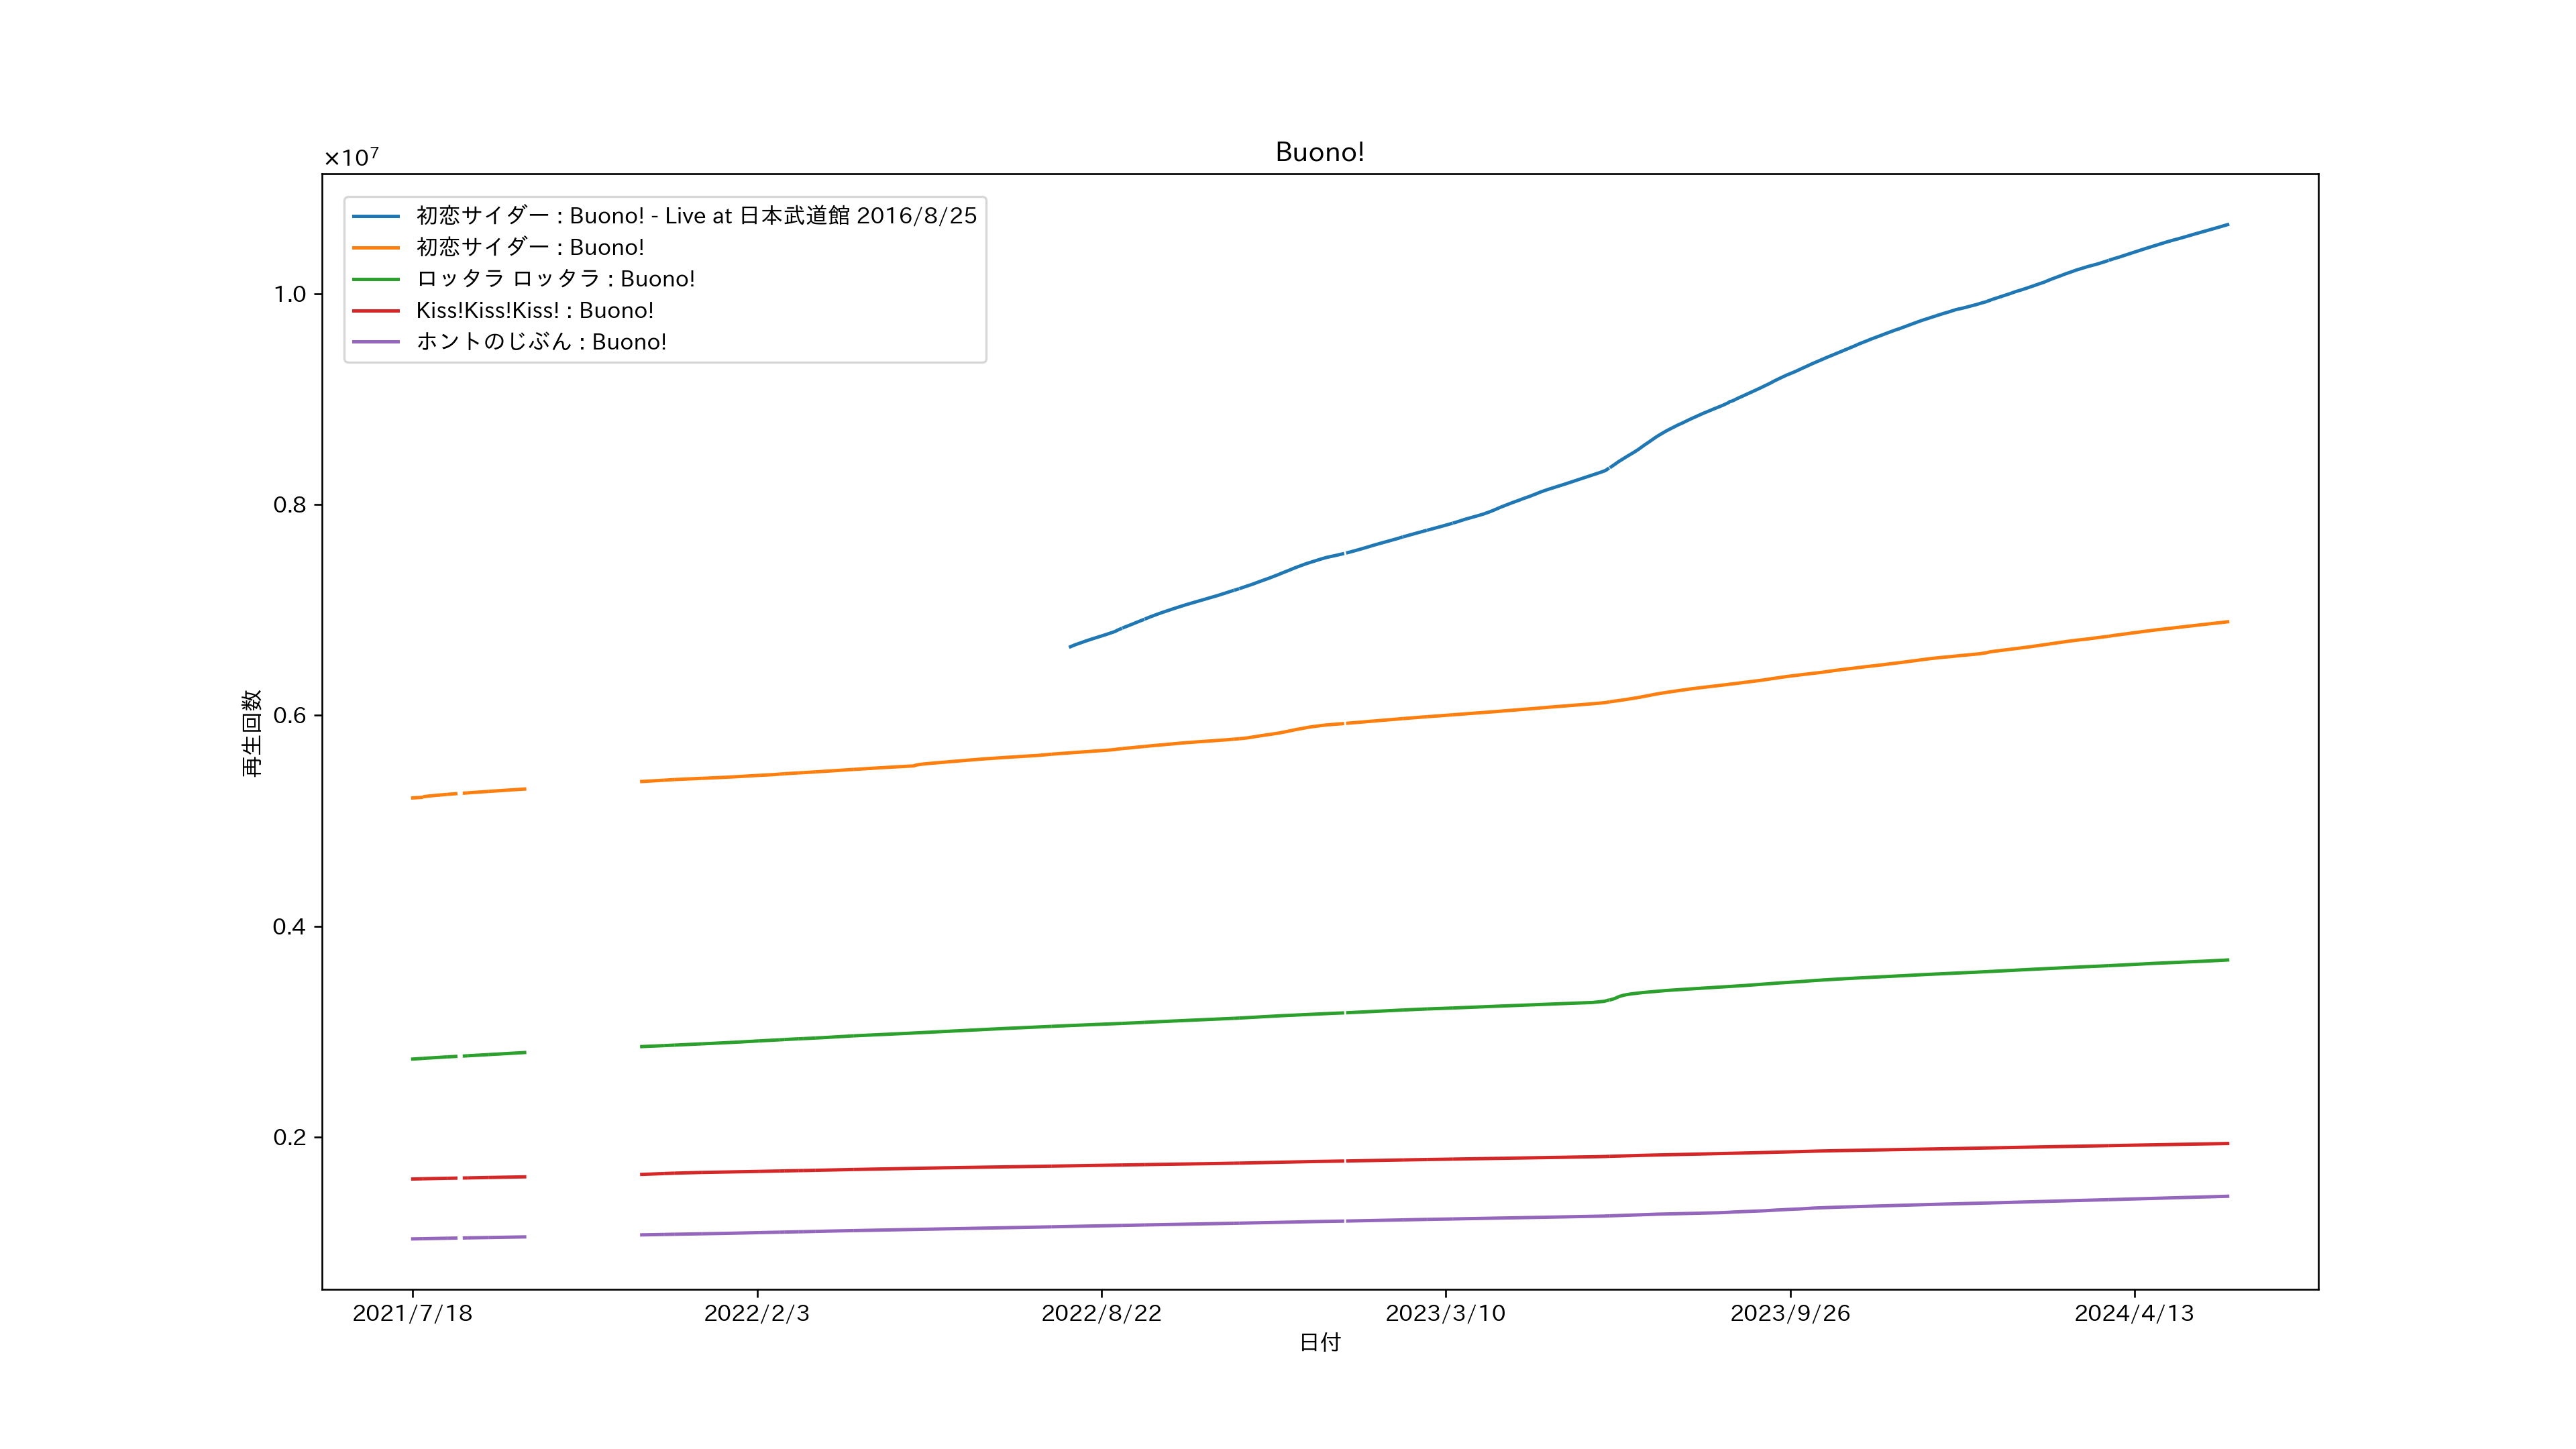 Buono!
×10⁷
初恋サイダー : Buono! - Live at 日本武道館 2016/8/25
初恋サイダー : Buono!
ロッタラ ロッタラ : Buono!
Kiss!Kiss!Kiss! : Buono!
ホントのじぶん : Buono!
1.0
0.8
0.6
0.4
0.2
再生回数
2021/7/18
2022/2/3
2022/8/22
2023/3/10
2023/9/26
2024/4/13
日付